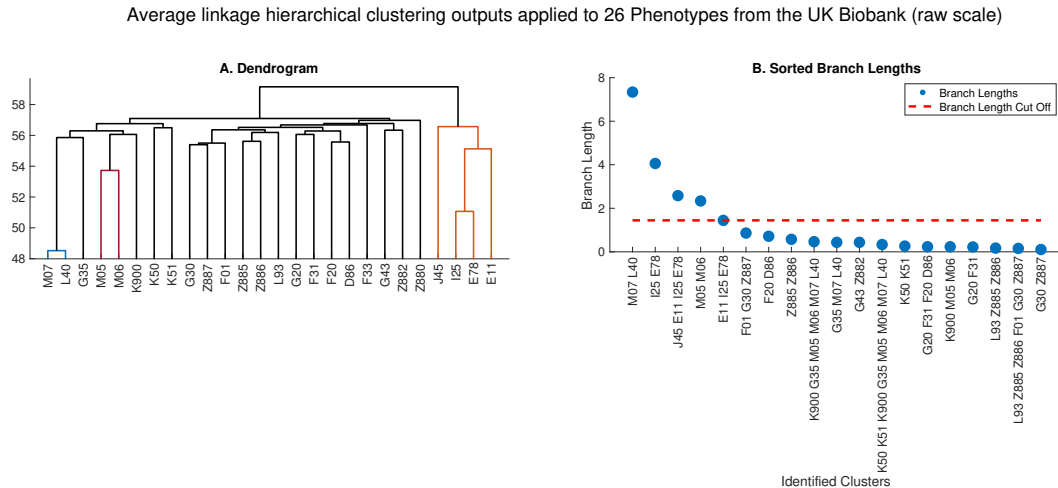 Average linkage hierarchical clustering outputs applied to 26 Phenotypes from the UK Biobank (raw scale)
A. Dendrogram
58
56
54
52
50
48
M07
L40
G35
M05
M06
K900
K50
K51
G30
Z887
F01
Z885
Z886
L93
G20
F31
F20
D86
F33
G43
Z882
Z880
J45
I25
E78
E11
B. Sorted Branch Lengths
Branch Lengths
Branch Length Cut Off
Branch Length
8
6
4
2
0
M07 L40
I25 E78
J45 E11 I25 E78
M05 M06
E11 I25 E78
F01 G30 Z887
F20 D86
Z885 Z886
K900 G35 M05 M06 M07 L40
G35 M07 L40
G43 Z882
K50 K51 K900 G35 M05 M06 M07 L40
K50 K51
G20 F31 F20 D86
K900 M05 M06
G20 F31
L93 Z885 Z886
L93 Z885 Z886 F01 G30 Z887
G30 Z887
Identified Clusters